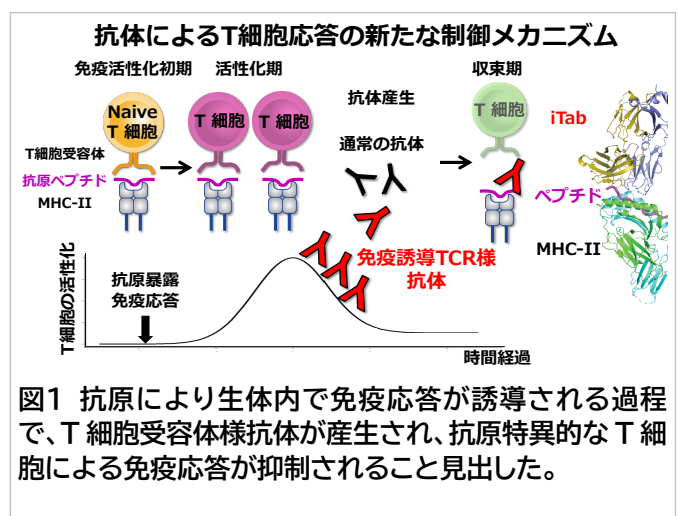 抗体によるT細胞応答の新たな制御メカニズム
免疫活性化初期
活性化期
抗体産生
収束期
Naive
T 細胞
T 細胞
T 細胞
T 細胞
iTab
通常の抗体
T細胞受容体
抗原ペプチド
MHC-II
ペプチド
MHC-II
免疫誘導TCR様
抗体
T細胞の活性化
抗原暴露
免疫応答
時間経過
図1 抗原により生体内で免疫応答が誘導される過程
で、T 細胞受容体様抗体が産生され、抗原特異的な T 細
胞による免疫応答が抑制されること見出した。